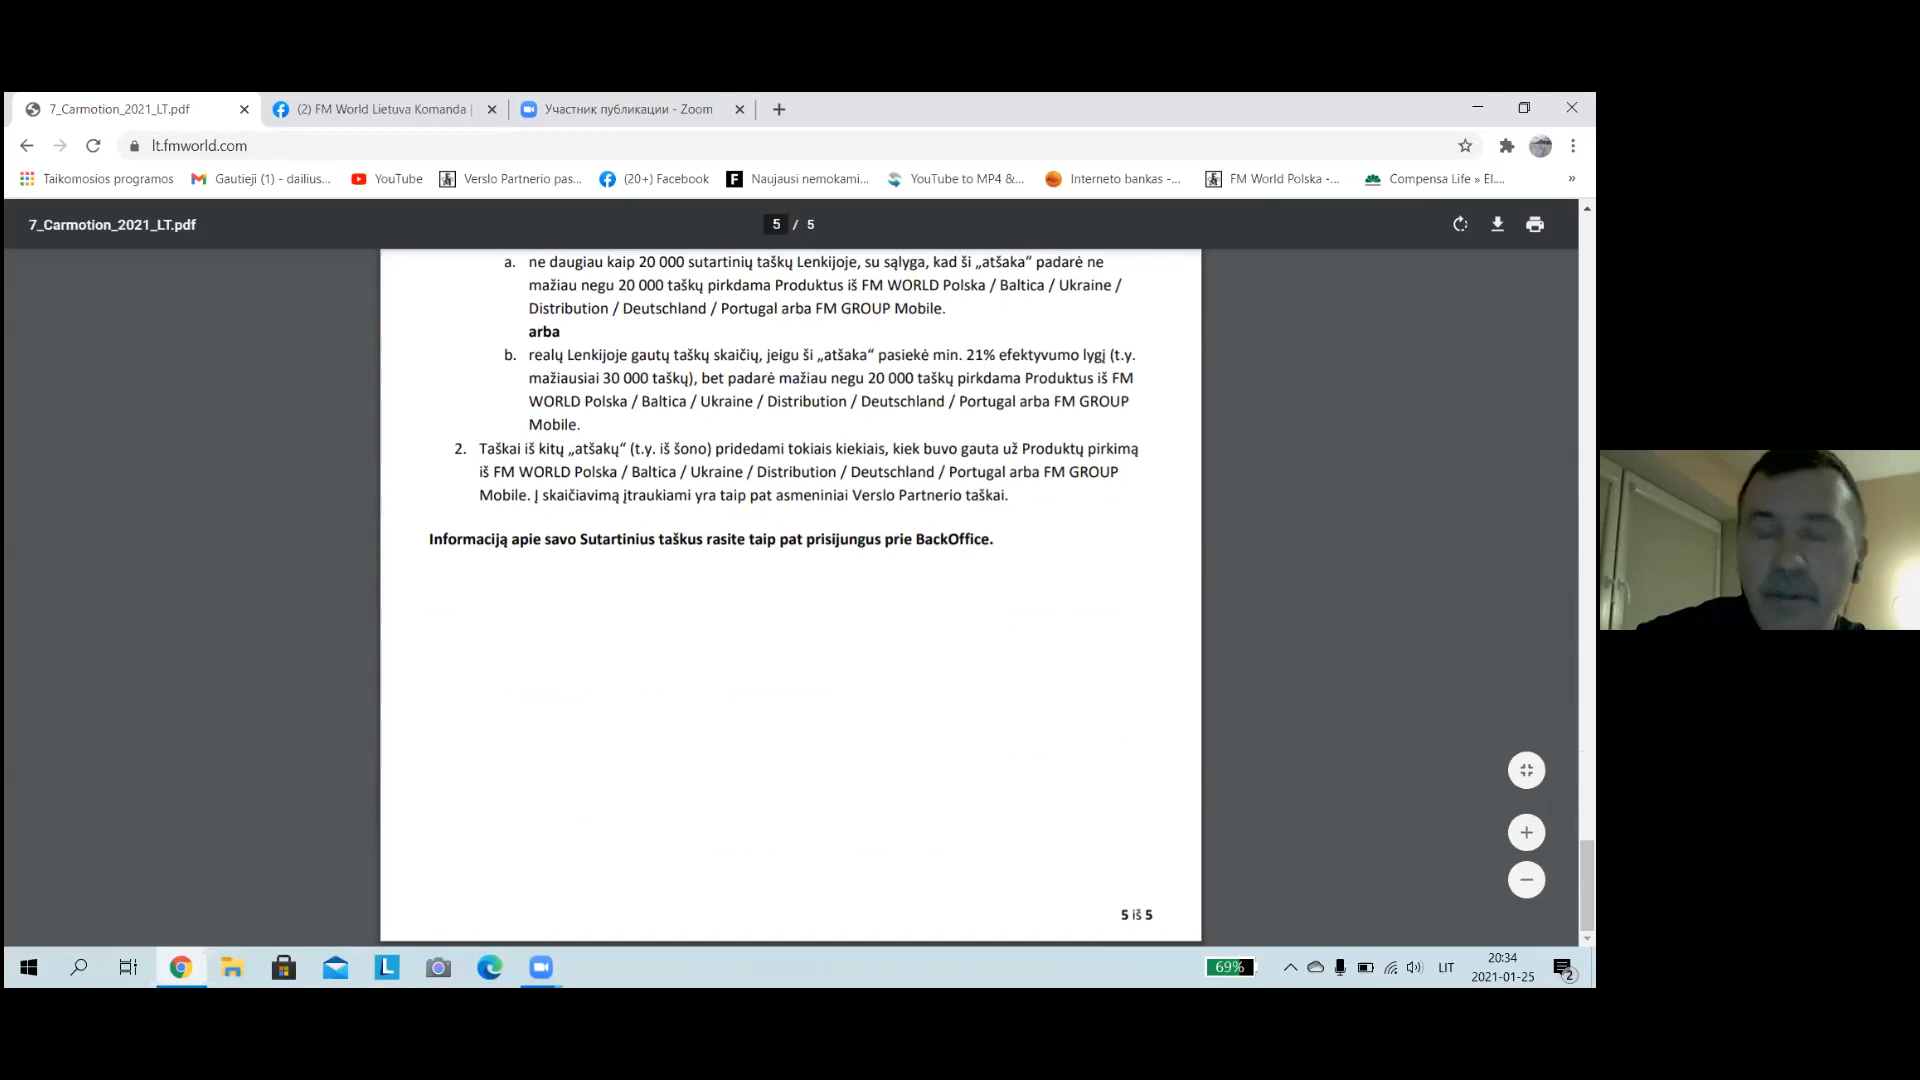 7_Carmotion_2021_LT.pdf
(2) FM World Lietuva Komanda |
Участник публикации - Zoom
lt.fmworld.com
Taikomosios programos
Gautieji (1) - dailius...
YouTube
Verslo Partnerio pas...
(20+) Facebook
Naujausi nemokami...
YouTube to MP4 &...
Interneto bankas -...
FM World Polska -...
Compensa Life » El....
»
7_Carmotion_2021_LT.pdf
5 / 5
a. ne daugiau kaip 20 000 sutartinių taškų Lenkijoje, su sąlyga, kad ši „atšaka“ padarė ne
mažiau negu 20 000 taškų pirkdama Produktus iš FM WORLD Polska / Baltica / Ukraine /
Distribution / Deutschland / Portugal arba FM GROUP Mobile.
arba
b. realų Lenkijoje gautų taškų skaičių, jeigu ši „atšaka“ pasiekė min. 21% efektyvumo lygį (t.y.
mažiausiai 30 000 taškų), bet padarė mažiau negu 20 000 taškų pirkdama Produktus iš FM
WORLD Polska / Baltica / Ukraine / Distribution / Deutschland / Portugal arba FM GROUP
Mobile.
2. Taškai iš kitų „atšakų“ (t.y. iš šono) pridedami tokiais kiekiais, kiek buvo gauta už Produktų pirkimą
iš FM WORLD Polska / Baltica / Ukraine / Distribution / Deutschland / Portugal arba FM GROUP
Mobile. Į skaičiavimą įtraukiami yra taip pat asmeniniai Verslo Partnerio taškai.
Informaciją apie savo Sutartinius taškus rasite taip pat prisijungus prie BackOffice.
5 iš 5
69%
LIT
20:34
2021-01-25
2